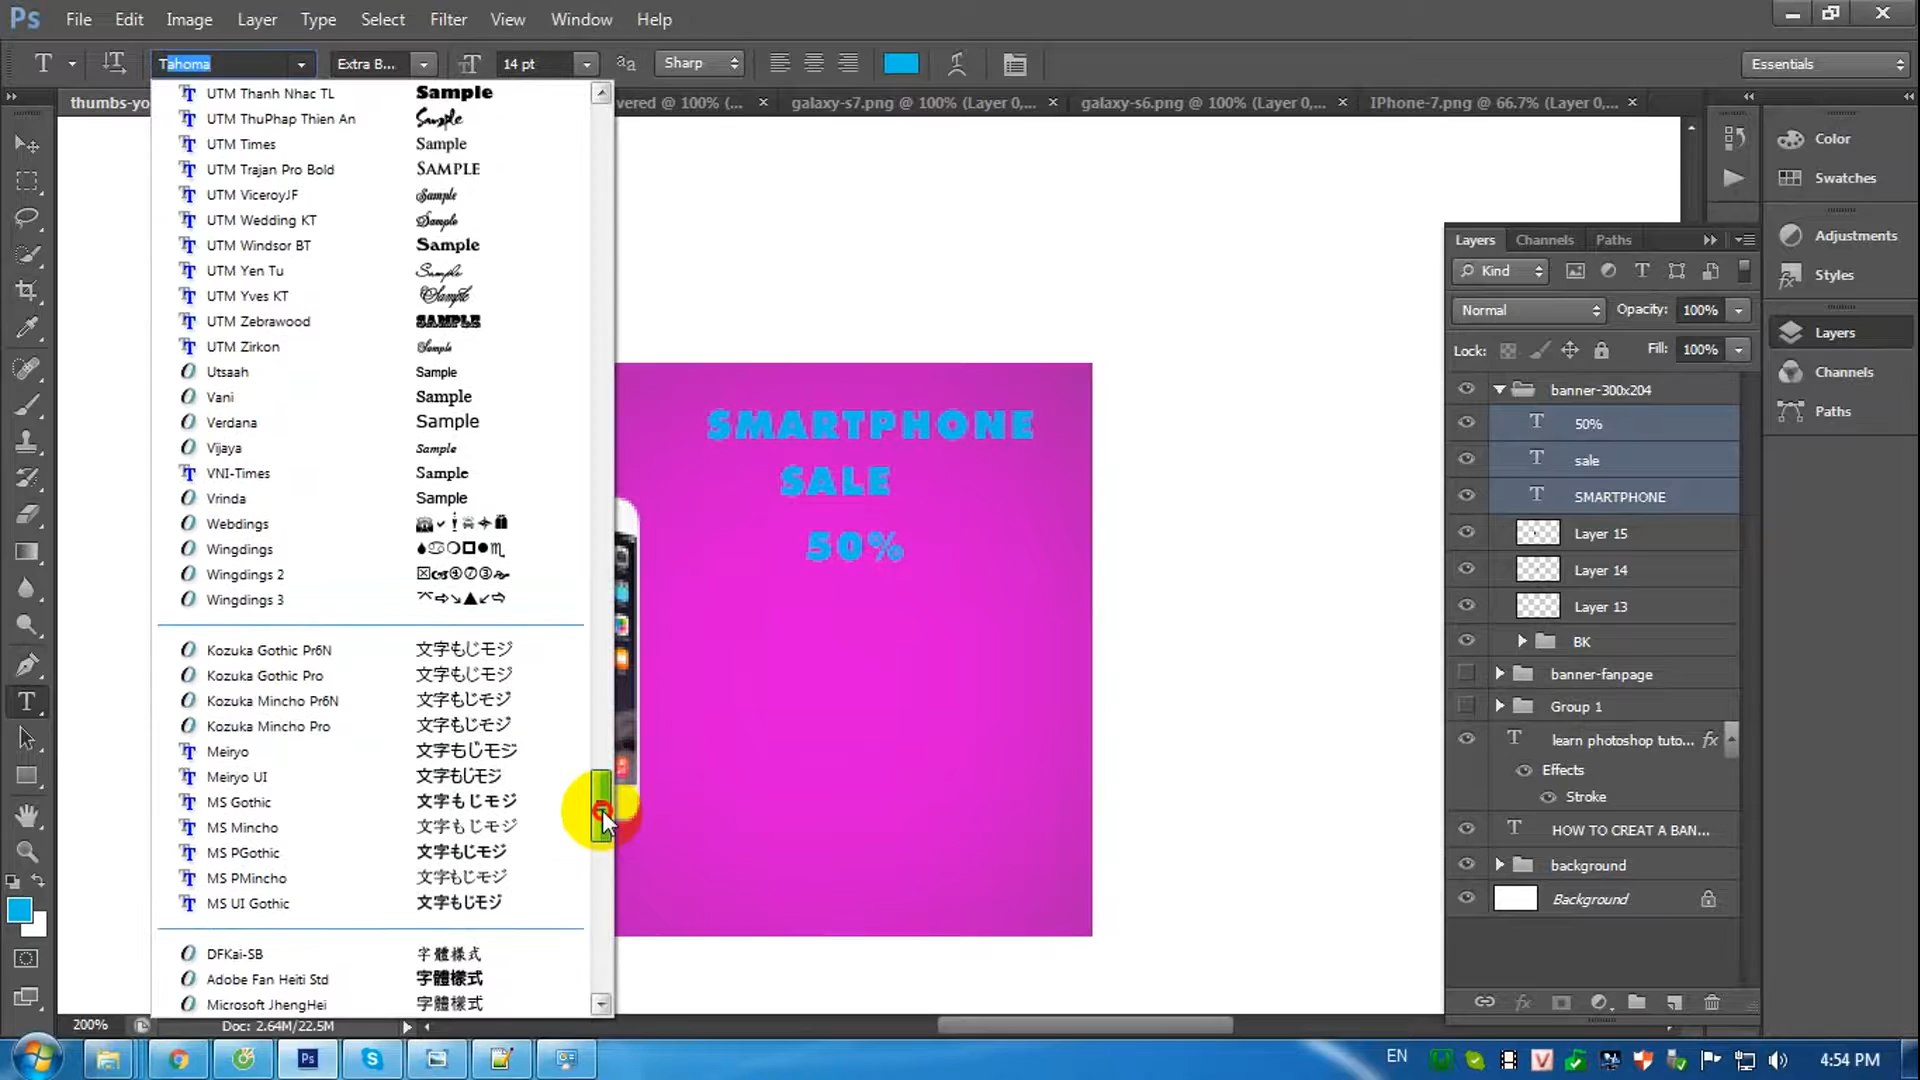 Ps File Edit Image Layer Type Select Filter View Window Help
T Tahoma Extra B... 14 pt Sharp Essentials
thumbs-yo vered @ 100% (... galaxy-s7.png @ 100% (Layer 0,... galaxy-s6.png @ 100% (Layer 0,... IPhone-7.png @ 66.7% (Layer 0,...
UTM Thanh Nhac TL Sample
UTM ThuPhap Thien An Sample
UTM Times Sample
UTM Trajan Pro Bold SAMPLE
UTM ViceroyJF Sample
UTM Wedding KT Sample
UTM Windsor BT Sample
UTM Yen Tu Sample
UTM Yves KT Sample
UTM Zebrawood SAMPLE
UTM Zirkon Sample
Utsaah Sample
Vani Sample
Verdana Sample
Vijaya Sample
VNI-Times Sample
Vrinda Sample
Webdings
Wingdings
Wingdings 2
Wingdings 3
Kozuka Gothic Pr6N 文字もじモジ
Kozuka Gothic Pro 文字もじモジ
Kozuka Mincho Pr6N 文字もじモジ
Kozuka Mincho Pro 文字もじモジ
Meiryo 文字もじモジ
Meiryo UI 文字もじモジ
MS Gothic 文字もじモジ
MS Mincho 文字もじモジ
MS PGothic 文字もじモジ
MS PMincho 文字もじモジ
MS UI Gothic 文字もじモジ
DFKai-SB 字體樣式
Adobe Fan Heiti Std 字體樣式
Microsoft JhengHei 字體樣式
SMARTPHONE
SALE
50%
Layers Channels Paths
Kind
Normal Opacity: 100%
Lock: Fill: 100%
banner-300x204
50%
sale
SMARTPHONE
Layer 15
Layer 14
Layer 13
BK
banner-fanpage
Group 1
learn photoshop tuto... fx
Effects
Stroke
HOW TO CREAT A BAN...
background
Background
Color
Swatches
Adjustments
Styles
Layers
Channels
Paths
200% Doc: 2.64M/22.5M
EN 4:54 PM